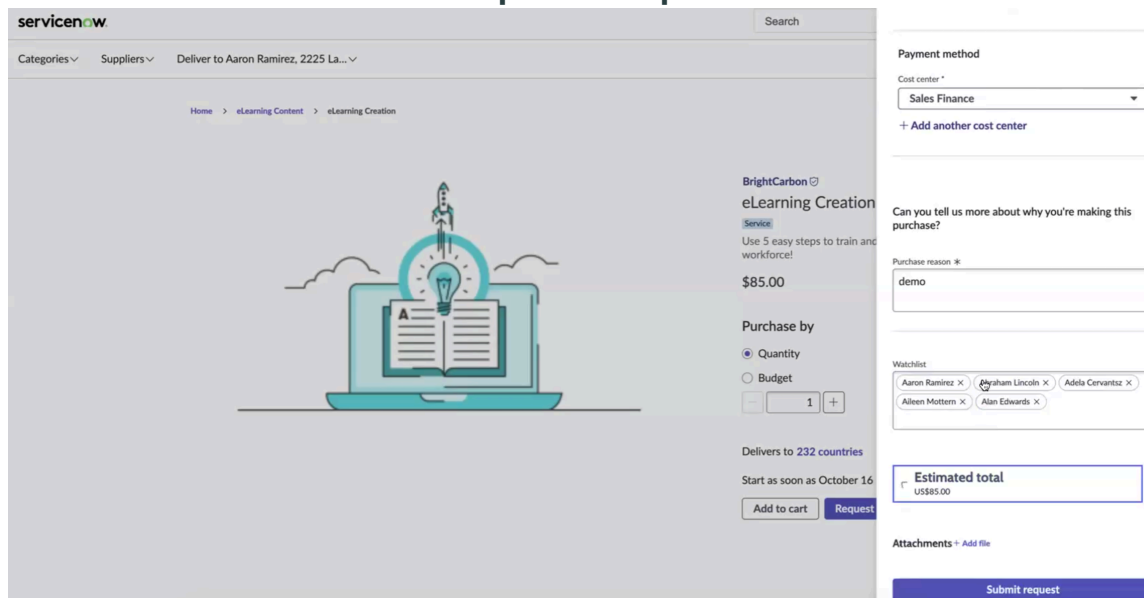 servicenow
Search
Categories
Suppliers
Deliver to Aaron Ramirez, 2225 La...
Home > eLearning Content > eLearning Creation
A
BrightCarbon
eLearning Creation
Service
Use 5 easy steps to train and
workforce!
$85.00
Purchase by
Quantity
Budget
1
Delivers to 232 countries
Start as soon as October 16
Add to cart
Request
Payment method
Cost center *
Sales Finance
+ Add another cost center
Can you tell us more about why you're making this
purchase?
Purchase reason *
demo
Watchlist
Aaron Ramirez × Abraham Lincoln × Adela Cervantsz ×
Aileen Mottern × Alan Edwards ×
Estimated total
US$85.00
Attachments + Add file
Submit request